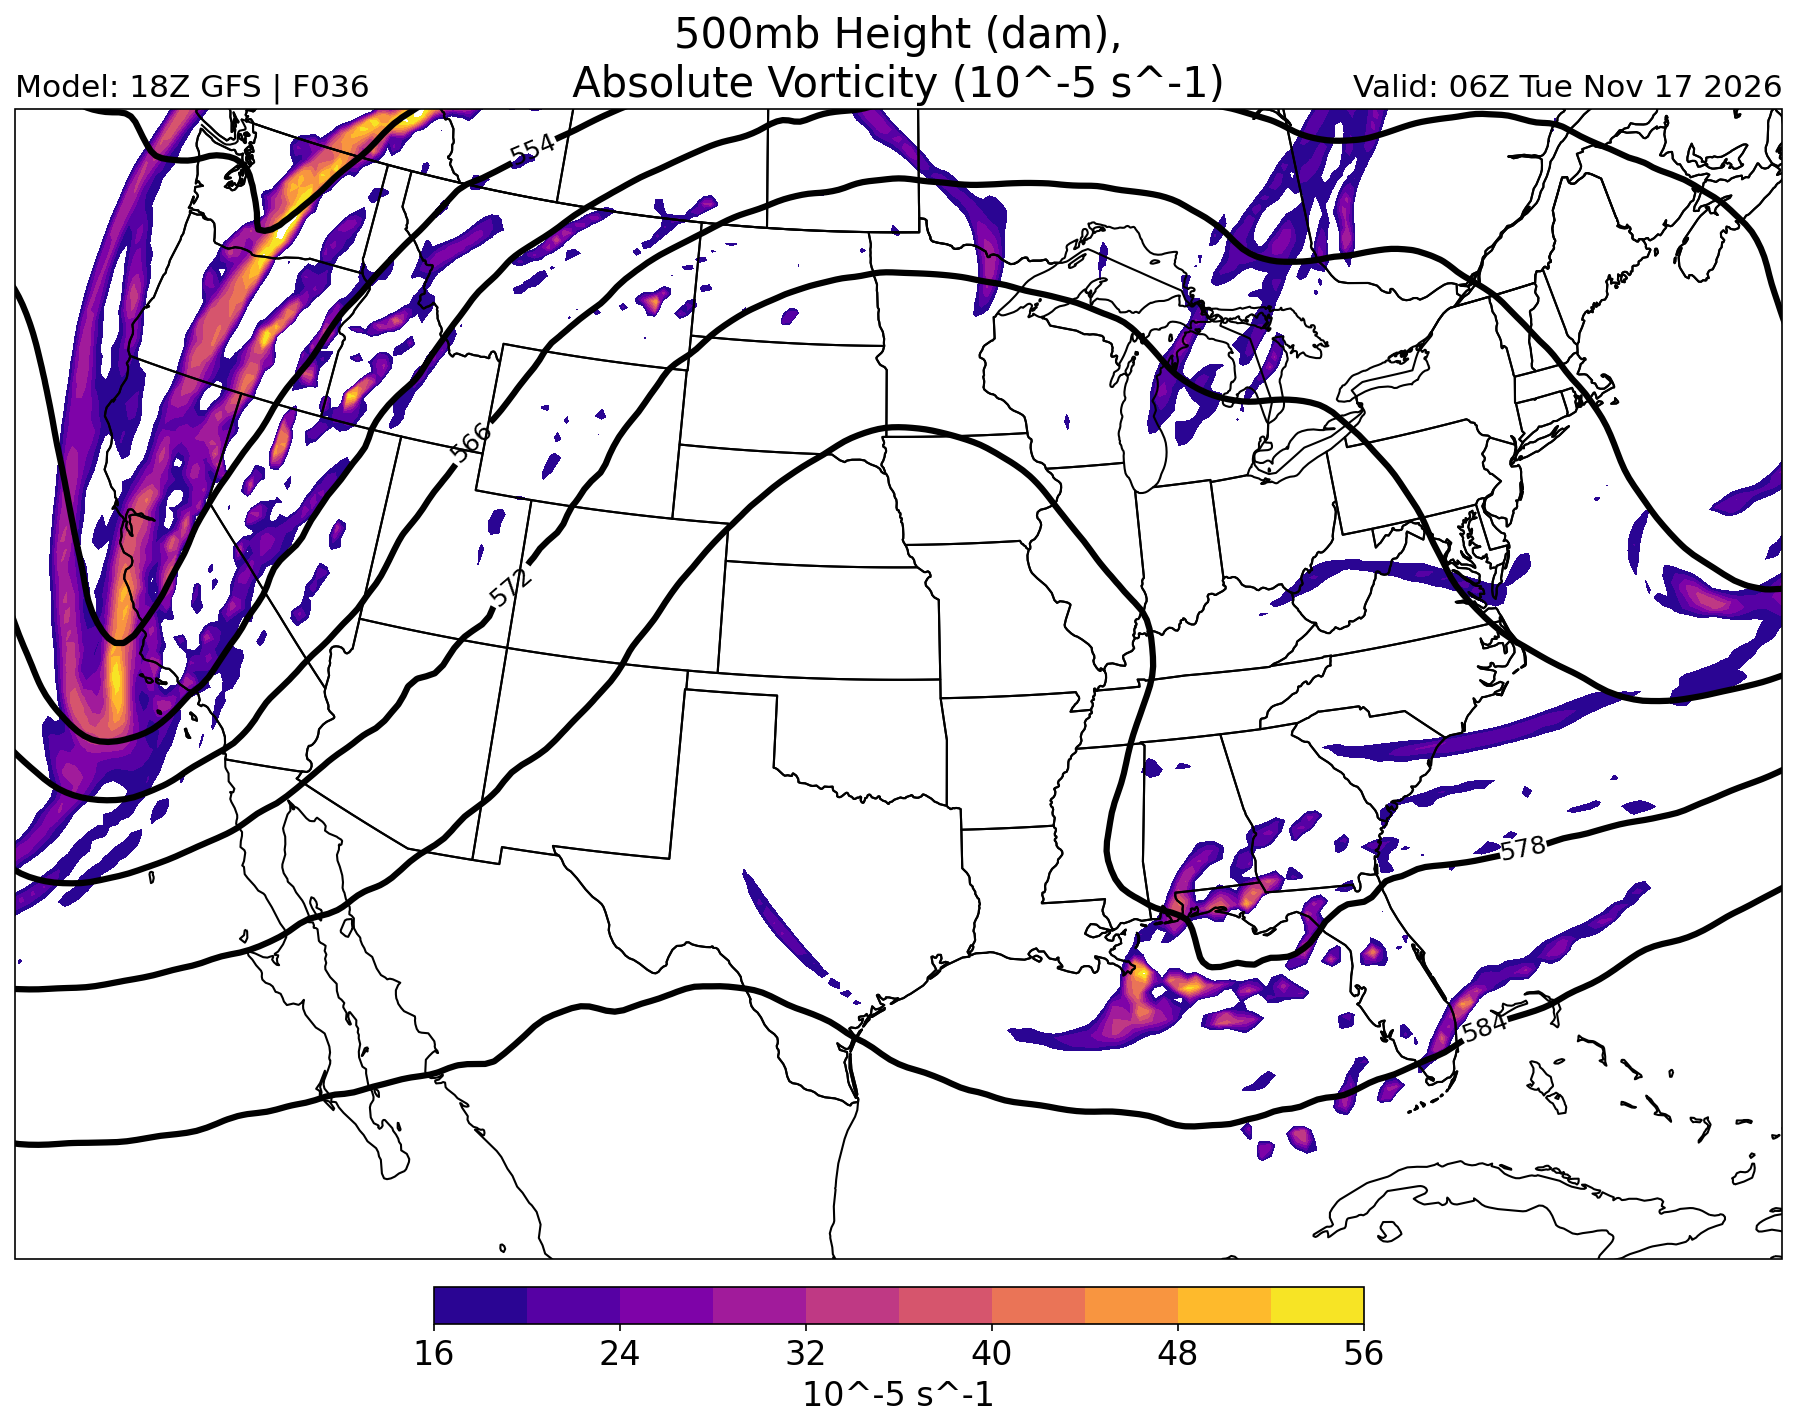 500mb Height (dam),
Absolute Vorticity (10^-5 s^-1)
Model: 18Z GFS | F036
Valid: 06Z Tue Nov 17 2026
554
566
572
578
584
16 24 32 40 48 56
10^-5 s^-1